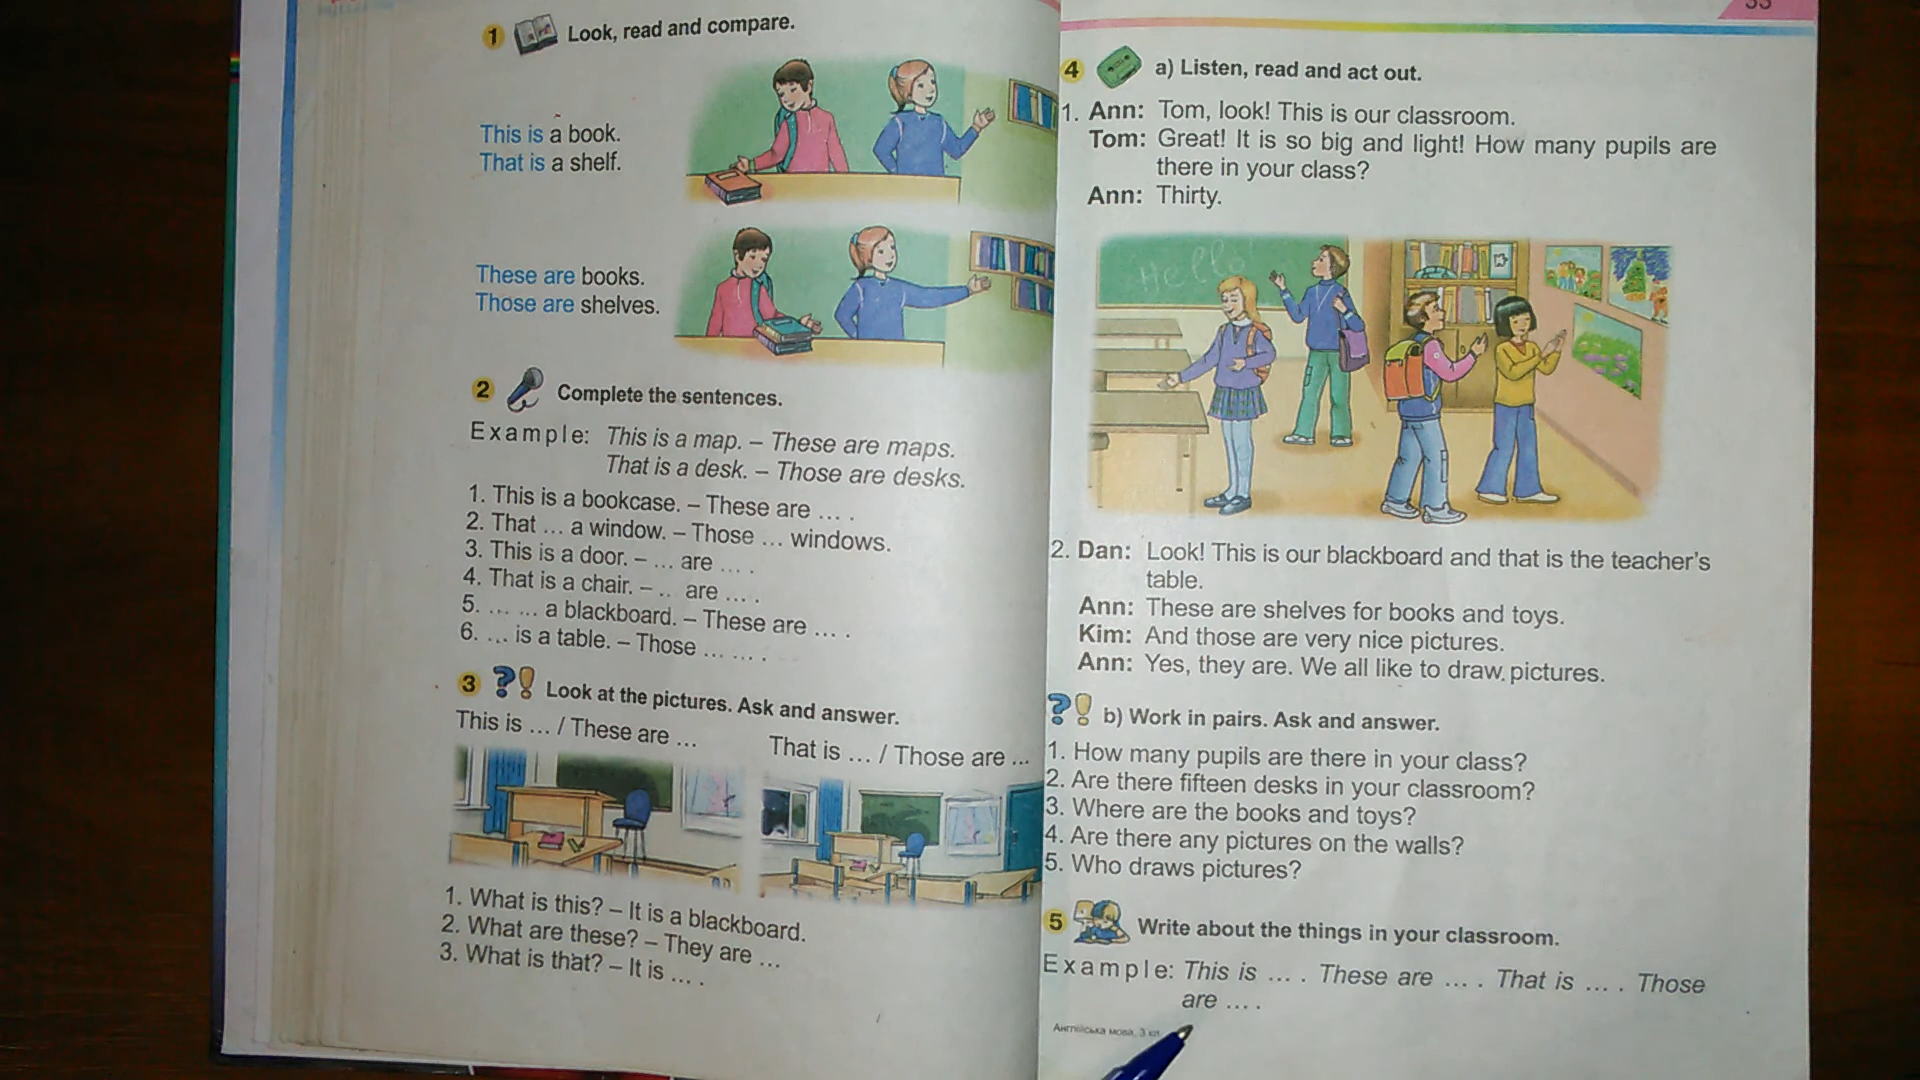 1 Look, read and compare.
This is a book.
That is a shelf.
These are books.
Those are shelves.
2 Complete the sentences.
Example: This is a map. – These are maps.
That is a desk. – Those are desks.
1. This is a bookcase. – These are ... .
2. That ... a window. – Those ... windows.
3. This is a door. – ... are ... .
4. That is a chair. – ... are ... .
5. ... ... a blackboard. – These are ... .
6. ... is a table. – Those ... ... .
3 ?! Look at the pictures. Ask and answer.
This is ... / These are ...
That is ... / Those are ...
1. What is this? – It is a blackboard.
2. What are these? – They are ...
3. What is that? – It is ... .
33
4 a) Listen, read and act out.
1. Ann: Tom, look! This is our classroom.
Tom: Great! It is so big and light! How many pupils are
there in your class?
Ann: Thirty.
Hello!
2. Dan: Look! This is our blackboard and that is the teacher's
table.
Ann: These are shelves for books and toys.
Kim: And those are very nice pictures.
Ann: Yes, they are. We all like to draw pictures.
?! b) Work in pairs. Ask and answer.
1. How many pupils are there in your class?
2. Are there fifteen desks in your classroom?
3. Where are the books and toys?
4. Are there any pictures on the walls?
5. Who draws pictures?
5 Write about the things in your classroom.
Example: This is ... . These are ... . That is ... . Those
are ... .
Англійська мова, 3 кл.